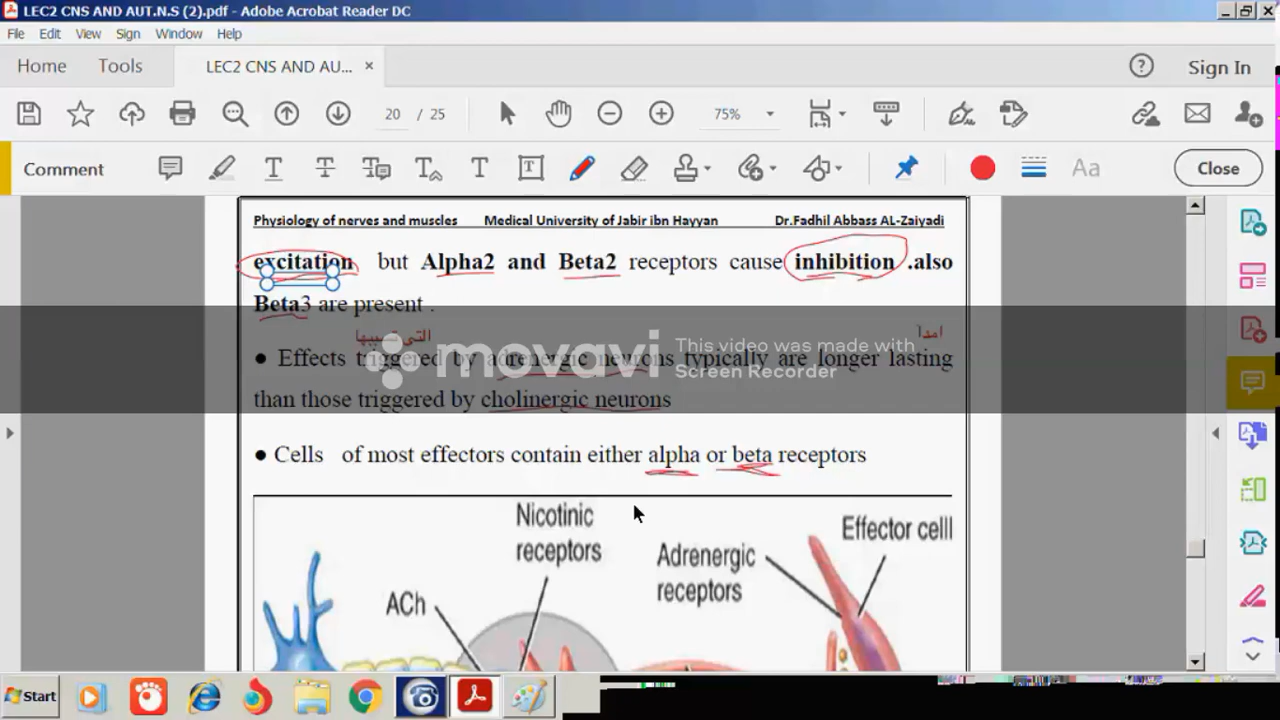 LEC2 CNS AND AUT.N.S (2).pdf - Adobe Acrobat Reader DC
File Edit View Sign Window Help
Home Tools LEC2 CNS AND AU... × Sign In
20 / 25 75%
Comment Close
Physiology of nerves and muscles Medical University of Jabir ibn Hayyan Dr.Fadhil Abbass AL-Zaiyadi
excitation but Alpha2 and Beta2 receptors cause inhibition .also
Beta3 are present .
التي تسببها امدا
● Effects triggered by adrenergic neurons typically are longer lasting
movavi This video was made with
Screen Recorder
than those triggered by cholinergic neurons
● Cells of most effectors contain either alpha or beta receptors
Nicotinic
receptors
Effector celll
Adrenergic
receptors
ACh
Start